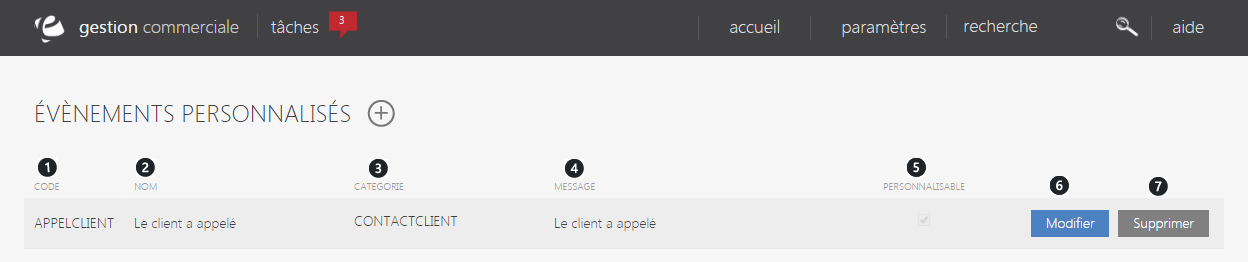 gestion commerciale tâches 3 accueil paramètres recherche aide
ÉVÈNEMENTS PERSONNALISÉS
1 2 3 4 5 6 7
CODE NOM CATEGORIE MESSAGE PERSONNALISABLE
APPELCLIENT Le client a appelé CONTACTCLIENT Le client a appelé Modifier Supprimer